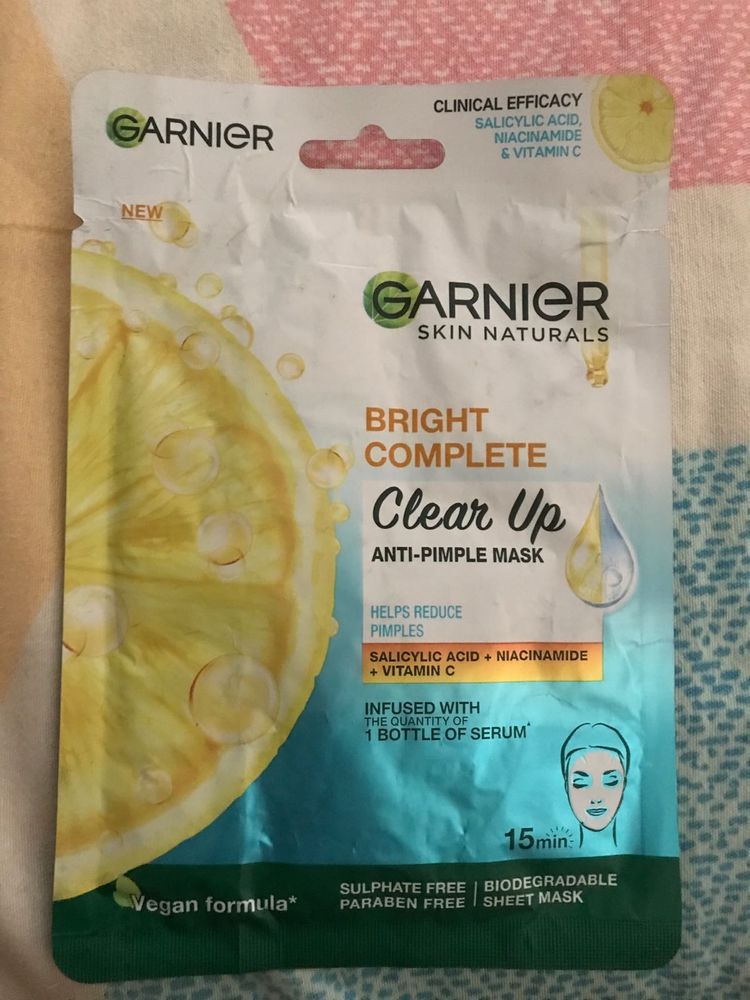 GARNIER
CLINICAL EFFICACY
SALICYLIC ACID,
NIACINAMIDE
& VITAMIN C
NEW
GARNIER
SKIN NATURALS
BRIGHT
COMPLETE
Clear Up
ANTI-PIMPLE MASK
HELPS REDUCE
PIMPLES
SALICYLIC ACID + NIACINAMIDE
+ VITAMIN C
INFUSED WITH
THE QUANTITY OF
1 BOTTLE OF SERUM^
15min
Vegan formula*
SULPHATE FREE
PARABEN FREE
BIODEGRADABLE
SHEET MASK